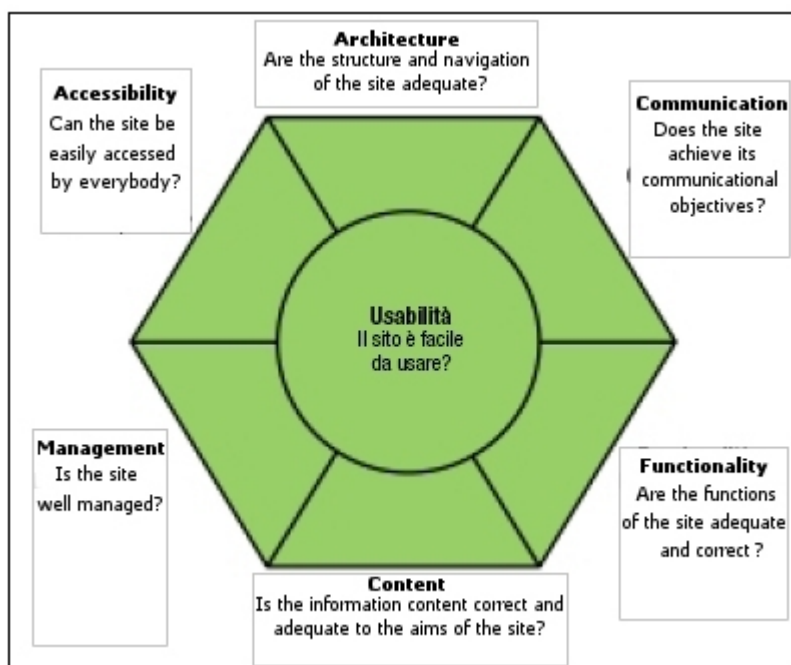 Architecture
Are the structure and navigation
of the site adequate?
Accessibility
Can the site be
easily accessed
by everybody?
Communication
Does the site
achieve its
communicational
objectives?
Usabilità
Il sito è facile
da usare?
Management
Is the site
well managed?
Functionality
Are the functions
of the site adequate
and correct ?
Content
Is the information content correct and
adequate to the aims of the site?